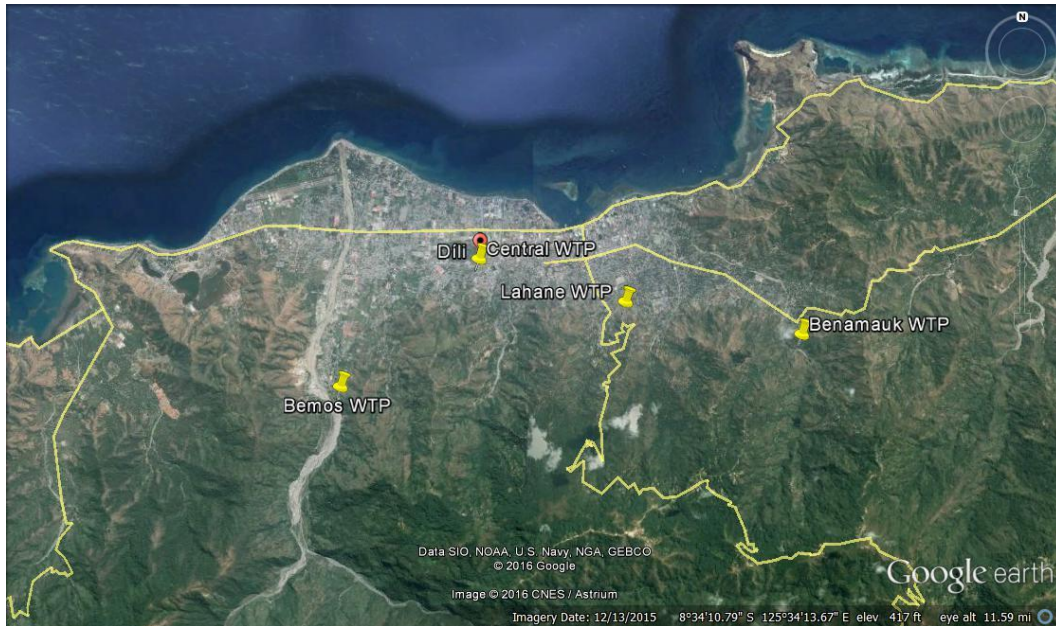 N
Dili
Central WTP
Lahane WTP
Benamauk WTP
Bemos WTP
Data SIO, NOAA, U.S. Navy, NGA, GEBCO
© 2016 Google
Image © 2016 CNES / Astrium
Google earth
Imagery Date: 12/13/2015 8°34'10.79" S 125°34'13.67" E elev 417 ft eye alt 11.59 mi